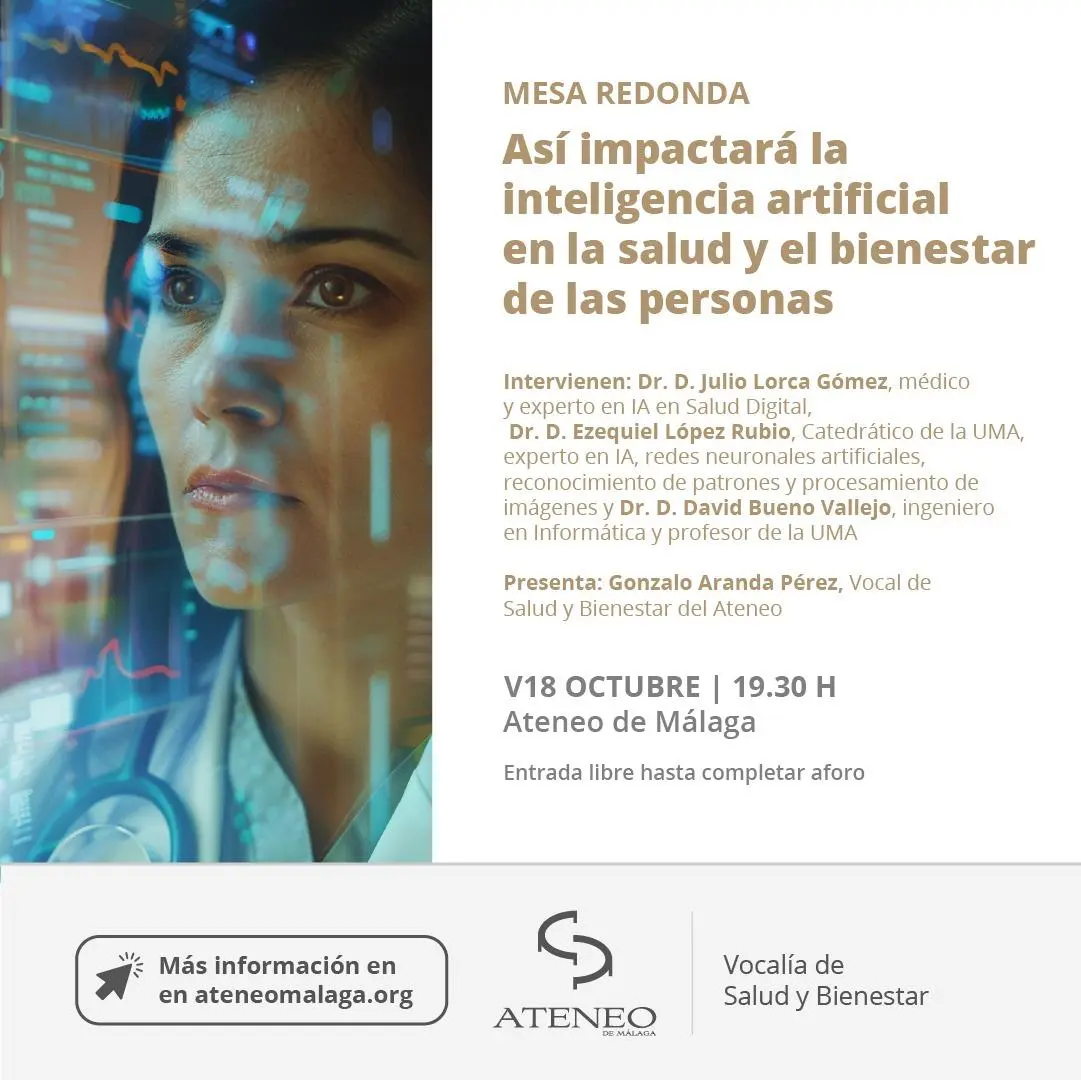 MESA REDONDA
Así impactará la
inteligencia artificial
en la salud y el bienestar
de las personas
Intervienen: Dr. D. Julio Lorca Gómez, médico
y experto en IA en Salud Digital,
Dr. D. Ezequiel López Rubio, Catedrático de la UMA,
experto en IA, redes neuronales artificiales,
reconocimiento de patrones y procesamiento de
imágenes y Dr. D. David Bueno Vallejo, ingeniero
en Informática y profesor de la UMA
Presenta: Gonzalo Aranda Pérez, Vocal de
Salud y Bienestar del Ateneo
V18 OCTUBRE | 19.30 H
Ateneo de Málaga
Entrada libre hasta completar aforo
Más información en
en ateneomalaga.org
ATENEO
DE MÁLAGA
Vocalía de
Salud y Bienestar